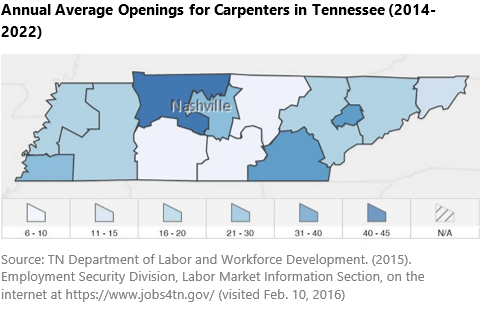 Annual Average Openings for Carpenters in Tennessee (2014-
2022)
Nashville
6 - 10 11 - 15 16 - 20 21 - 30 31 - 40 40 - 45 N/A
Source: TN Department of Labor and Workforce Development. (2015).
Employment Security Division, Labor Market Information Section, on the
internet at https://www.jobs4tn.gov/ (visited Feb. 10, 2016)